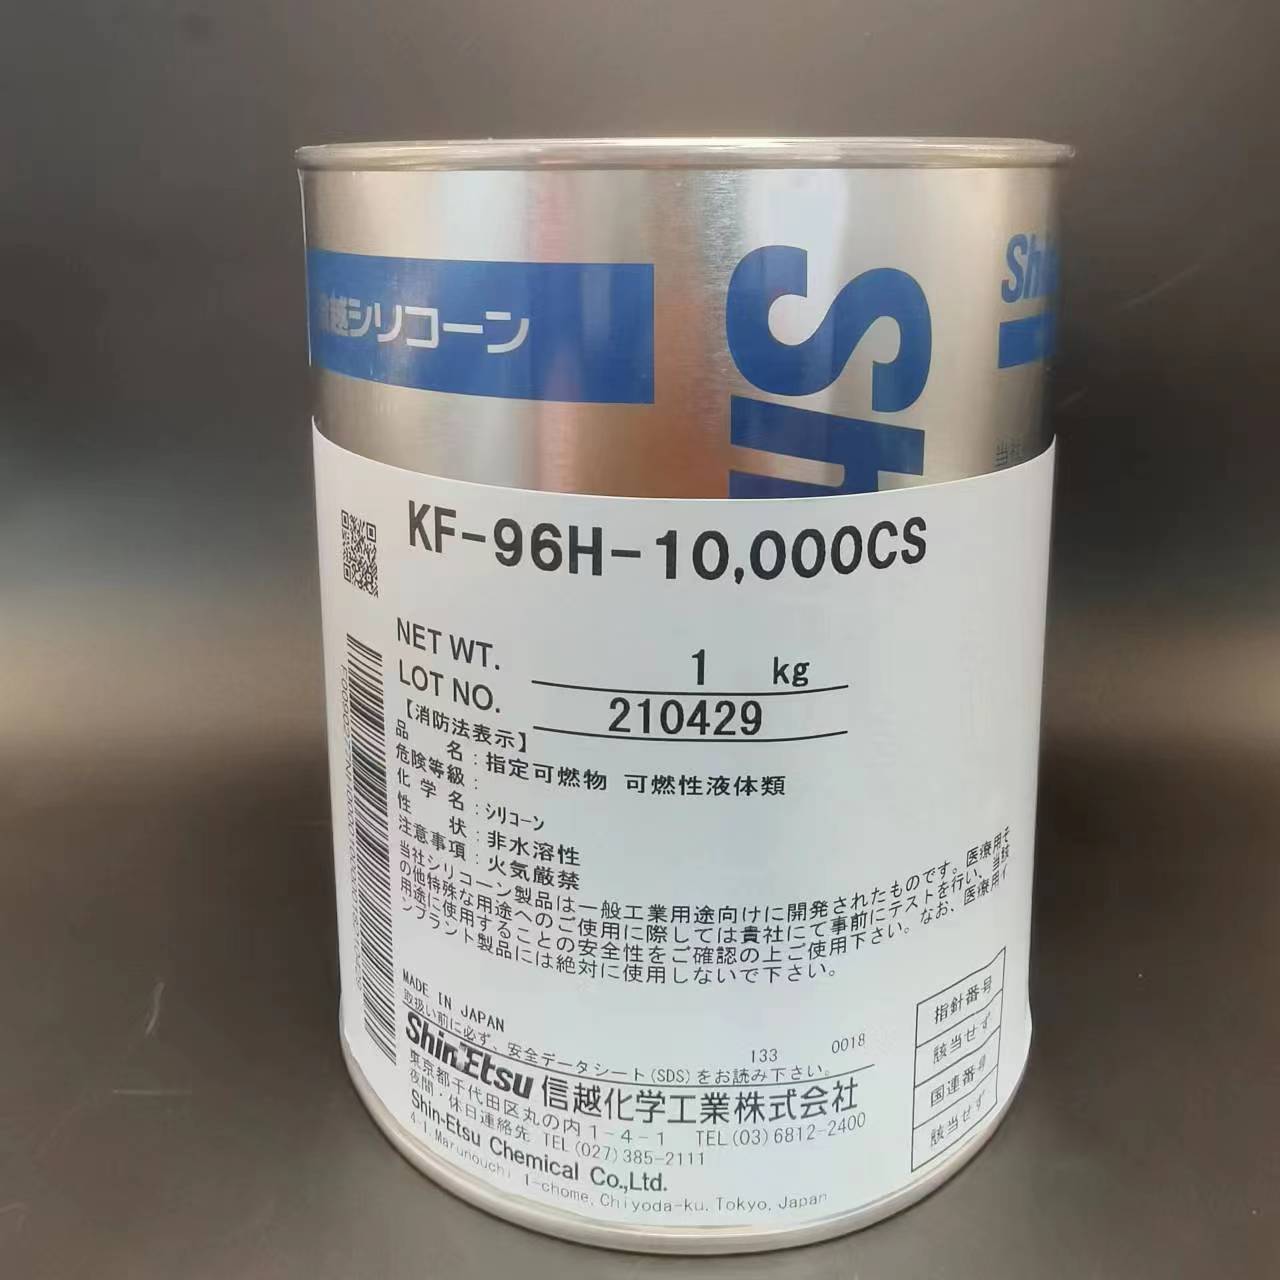 信越シリコーン
Sh
Shin
当社
KF-96H-10,000CS
NET WT. 1 kg
LOT NO. 210429
【消防法表示】
品名:指定可燃物 可燃性液体類
危険等級:
化学名:シリコーン
性状:非水溶性
注意事項:火気厳禁
当社シリコーン製品は一般工業用途向けに開発されたものです。医療用そ
の他特殊な用途へのご使用に際しては貴社にて事前にテストを行い、当該
用途に使用することの安全性をご確認の上ご使用下さい。なお、医療用イ
ンプラント製品には絶対に使用しないで下さい。
MADE IN JAPAN
133 0018
取扱い前に必ず、安全データシート(SDS)をお読み下さい。
ShinEtsu 信越化学工業株式会社
東京都千代田区丸の内1-4-1 TEL(03)6812-2400
夜間・休日連絡先 TEL(027)385-2111
Shin-Etsu Chemical Co.,Ltd.
4-1, Marunouchi 1-chome, Chiyoda-ku, Tokyo, Japan
指針番号
該当せず
国連番号
該当せず